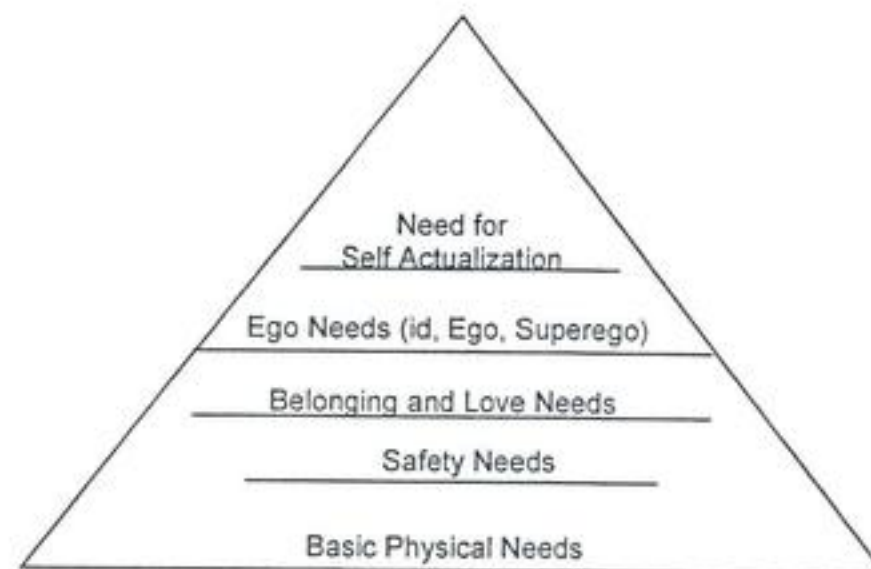 Need for
Self Actualization
Ego Needs (id, Ego, Superego)
Belonging and Love Needs
Safety Needs
Basic Physical Needs